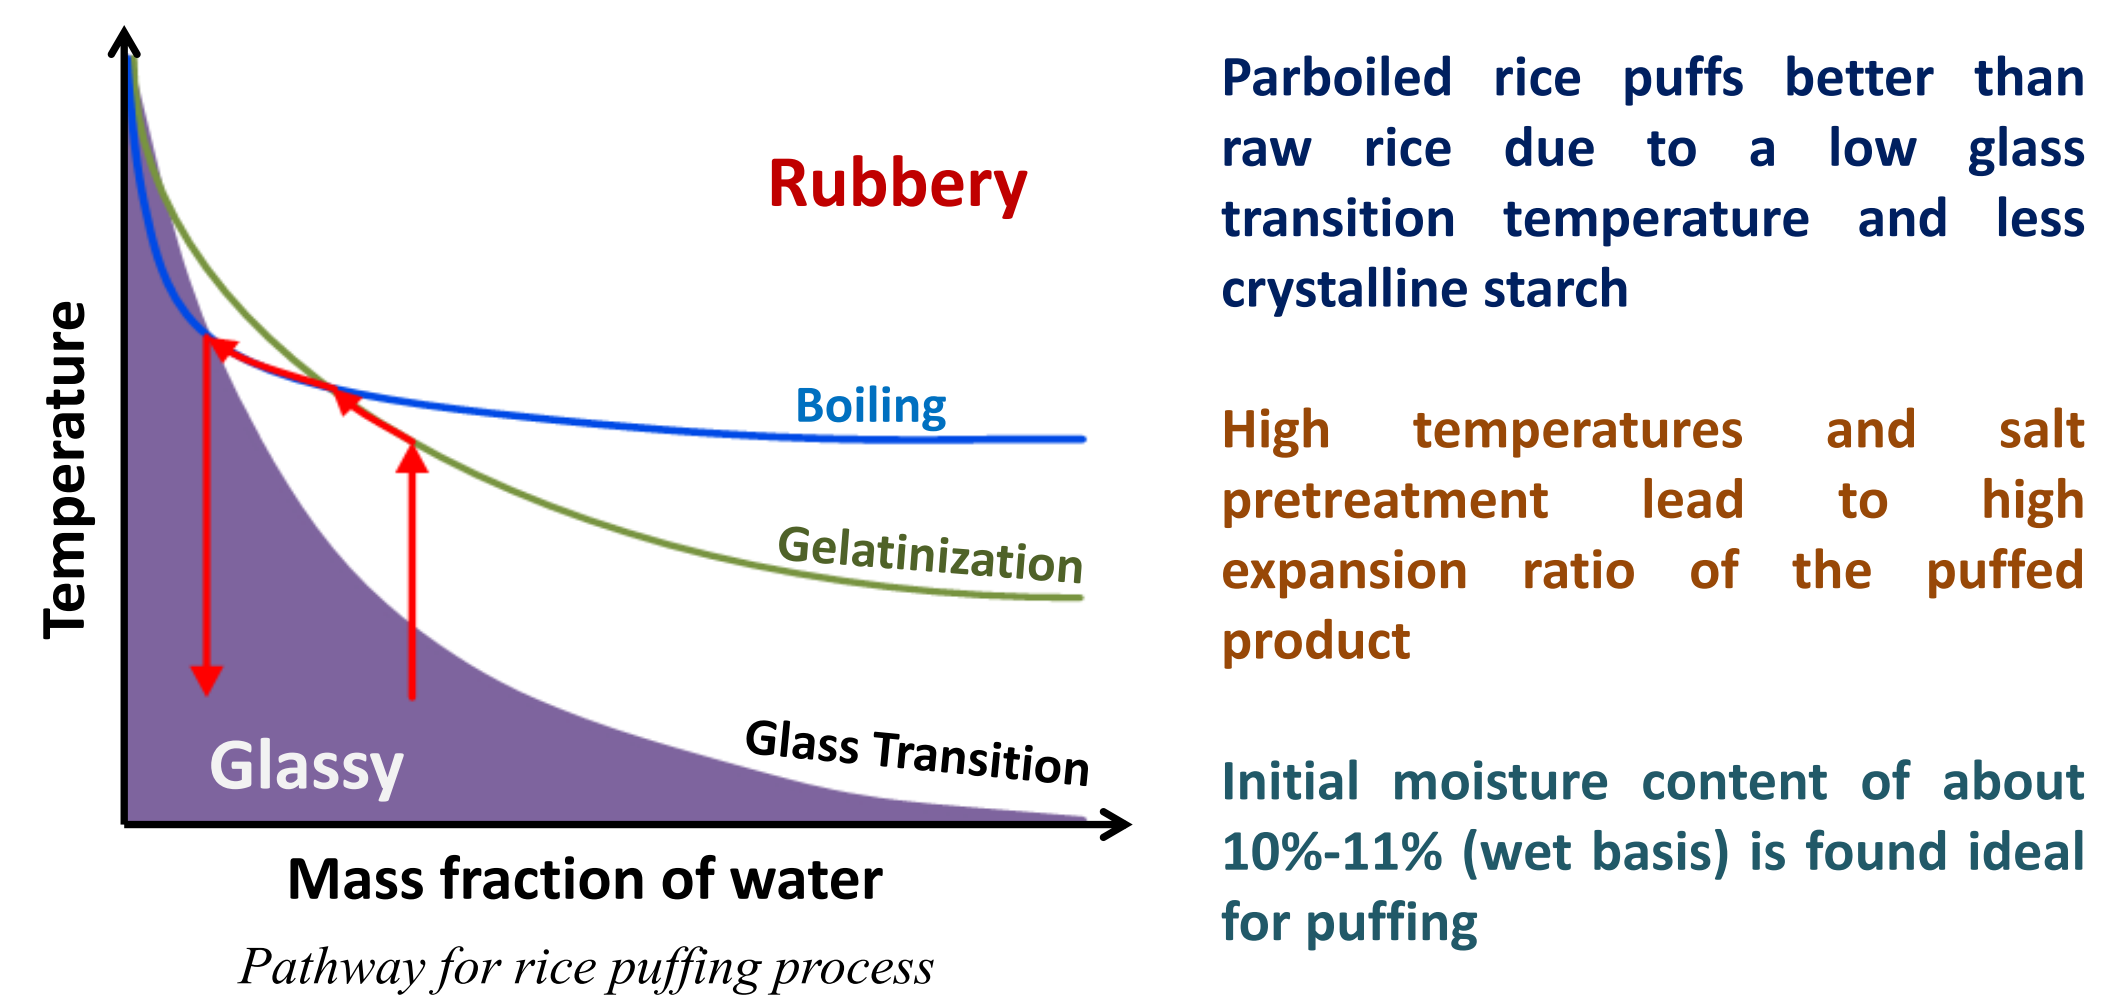 Temperature
Rubbery
Boiling
Gelatinization
Glass Transition
Glassy
Mass fraction of water
Pathway for rice puffing process
Parboiled rice puffs better than
raw rice due to a low glass
transition temperature and less
crystalline starch
High temperatures and salt
pretreatment lead to high
expansion ratio of the puffed
product
Initial moisture content of about
10%-11% (wet basis) is found ideal
for puffing